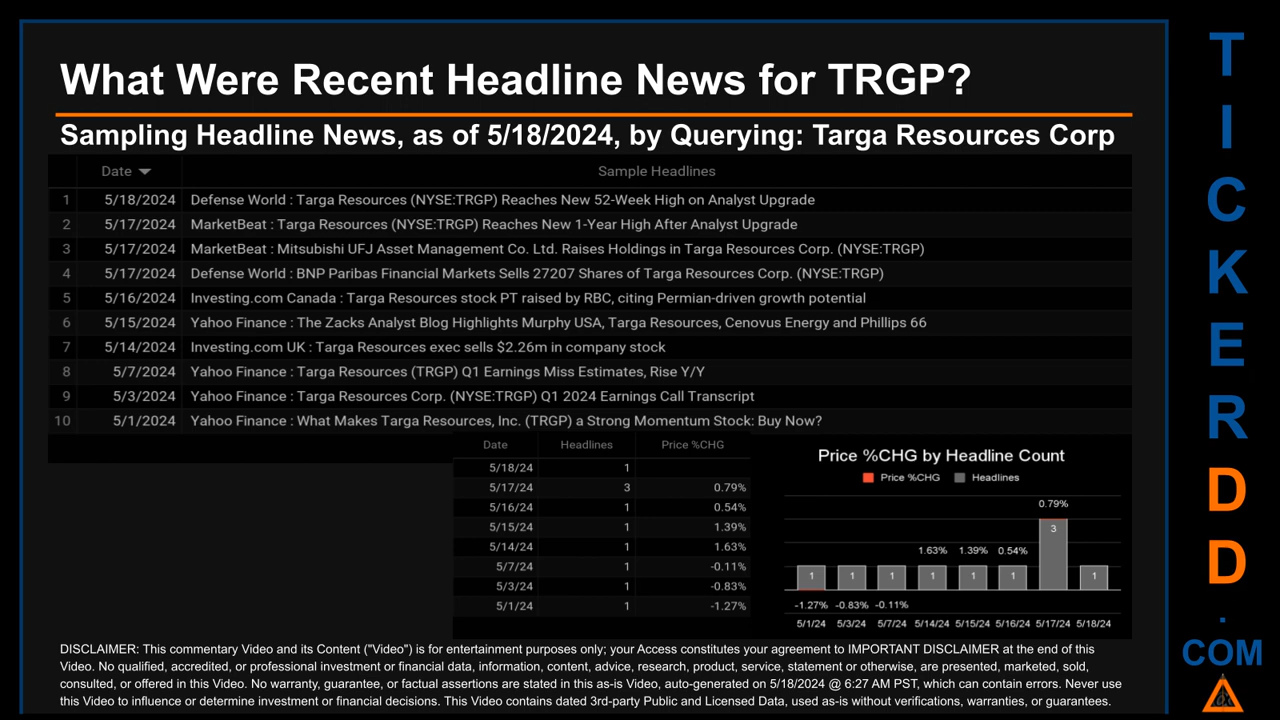 What Were Recent Headline News for TRGP?
Sampling Headline News, as of 5/18/2024, by Querying: Targa Resources Corp
Date Sample Headlines
1 5/18/2024 Defense World : Targa Resources (NYSE:TRGP) Reaches New 52-Week High on Analyst Upgrade
2 5/17/2024 MarketBeat : Targa Resources (NYSE:TRGP) Reaches New 1-Year High After Analyst Upgrade
3 5/17/2024 MarketBeat : Mitsubishi UFJ Asset Management Co. Ltd. Raises Holdings in Targa Resources Corp. (NYSE:TRGP)
4 5/17/2024 Defense World : BNP Paribas Financial Markets Sells 27207 Shares of Targa Resources Corp. (NYSE:TRGP)
5 5/16/2024 Investing.com Canada : Targa Resources stock PT raised by RBC, citing Permian-driven growth potential
6 5/15/2024 Yahoo Finance : The Zacks Analyst Blog Highlights Murphy USA, Targa Resources, Cenovus Energy and Phillips 66
7 5/14/2024 Investing.com UK : Targa Resources exec sells $2.26m in company stock
8 5/7/2024 Yahoo Finance : Targa Resources (TRGP) Q1 Earnings Miss Estimates, Rise Y/Y
9 5/3/2024 Yahoo Finance : Targa Resources Corp. (NYSE:TRGP) Q1 2024 Earnings Call Transcript
10 5/1/2024 Yahoo Finance : What Makes Targa Resources, Inc. (TRGP) a Strong Momentum Stock: Buy Now?
Date Headlines Price %CHG
5/18/24 1
5/17/24 3 0.79%
5/16/24 1 0.54%
5/15/24 1 1.39%
5/14/24 1 1.63%
5/7/24 1 -0.11%
5/3/24 1 -0.83%
5/1/24 1 -1.27%
Price %CHG by Headline Count
Price %CHG Headlines
0.79%
3
1.63% 1.39% 0.54%
1 1 1 1 1 1 1
-1.27% -0.83% -0.11%
5/1/24 5/3/24 5/7/24 5/14/24 5/15/24 5/16/24 5/17/24 5/18/24
DISCLAIMER: This commentary Video and its Content ("Video") is for entertainment purposes only; your Access constitutes your agreement to IMPORTANT DISCLAIMER at the end of this
Video. No qualified, accredited, or professional investment or financial data, information, content, advice, research, product, service, statement or otherwise, are presented, marketed, sold,
consulted, or offered in this Video. No warranty, guarantee, or factual assertions are stated in this as-is Video, auto-generated on 5/18/2024 @ 6:27 AM PST, which can contain errors. Never use
this Video to influence or determine investment or financial decisions. This Video contains dated 3rd-party Public and Licensed Data, used as-is without verifications, warranties, or guarantees.
T
I
C
K
E
R
D
D
.
COM